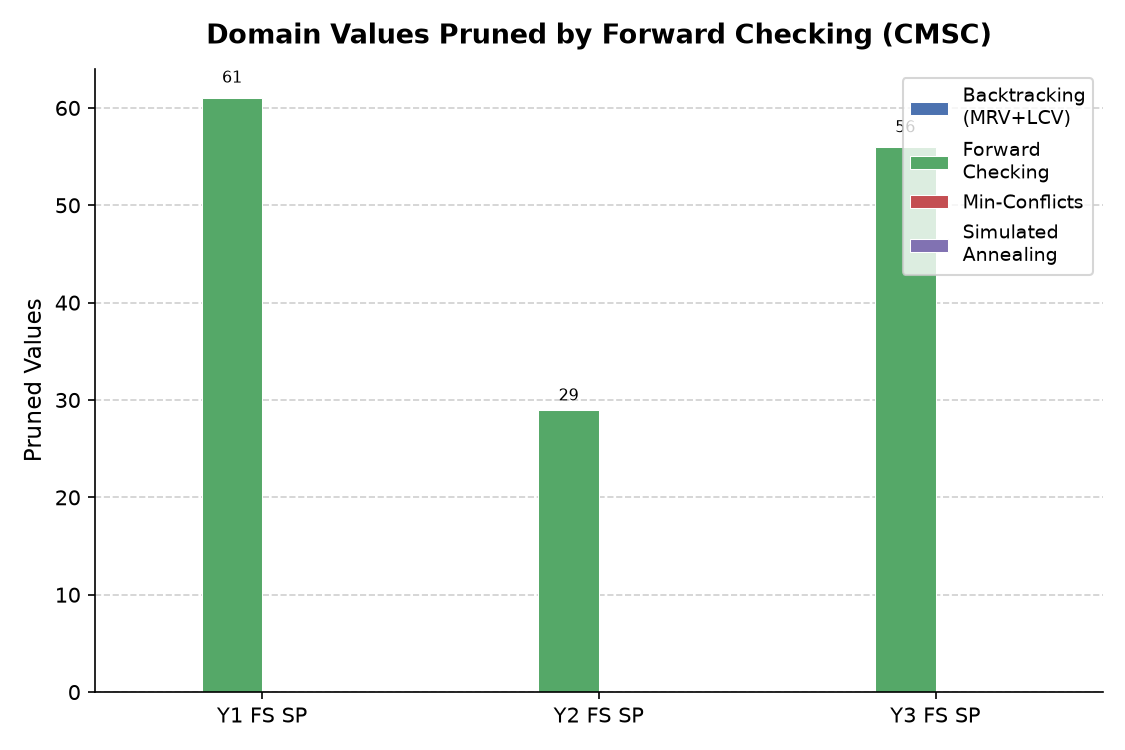 Domain Values Pruned by Forward Checking (CMSC)
Pruned Values
60
50
40
30
20
10
0
61
29
56
Y1 FS SP
Y2 FS SP
Y3 FS SP
Backtracking
(MRV+LCV)
Forward
Checking
Min-Conflicts
Simulated
Annealing